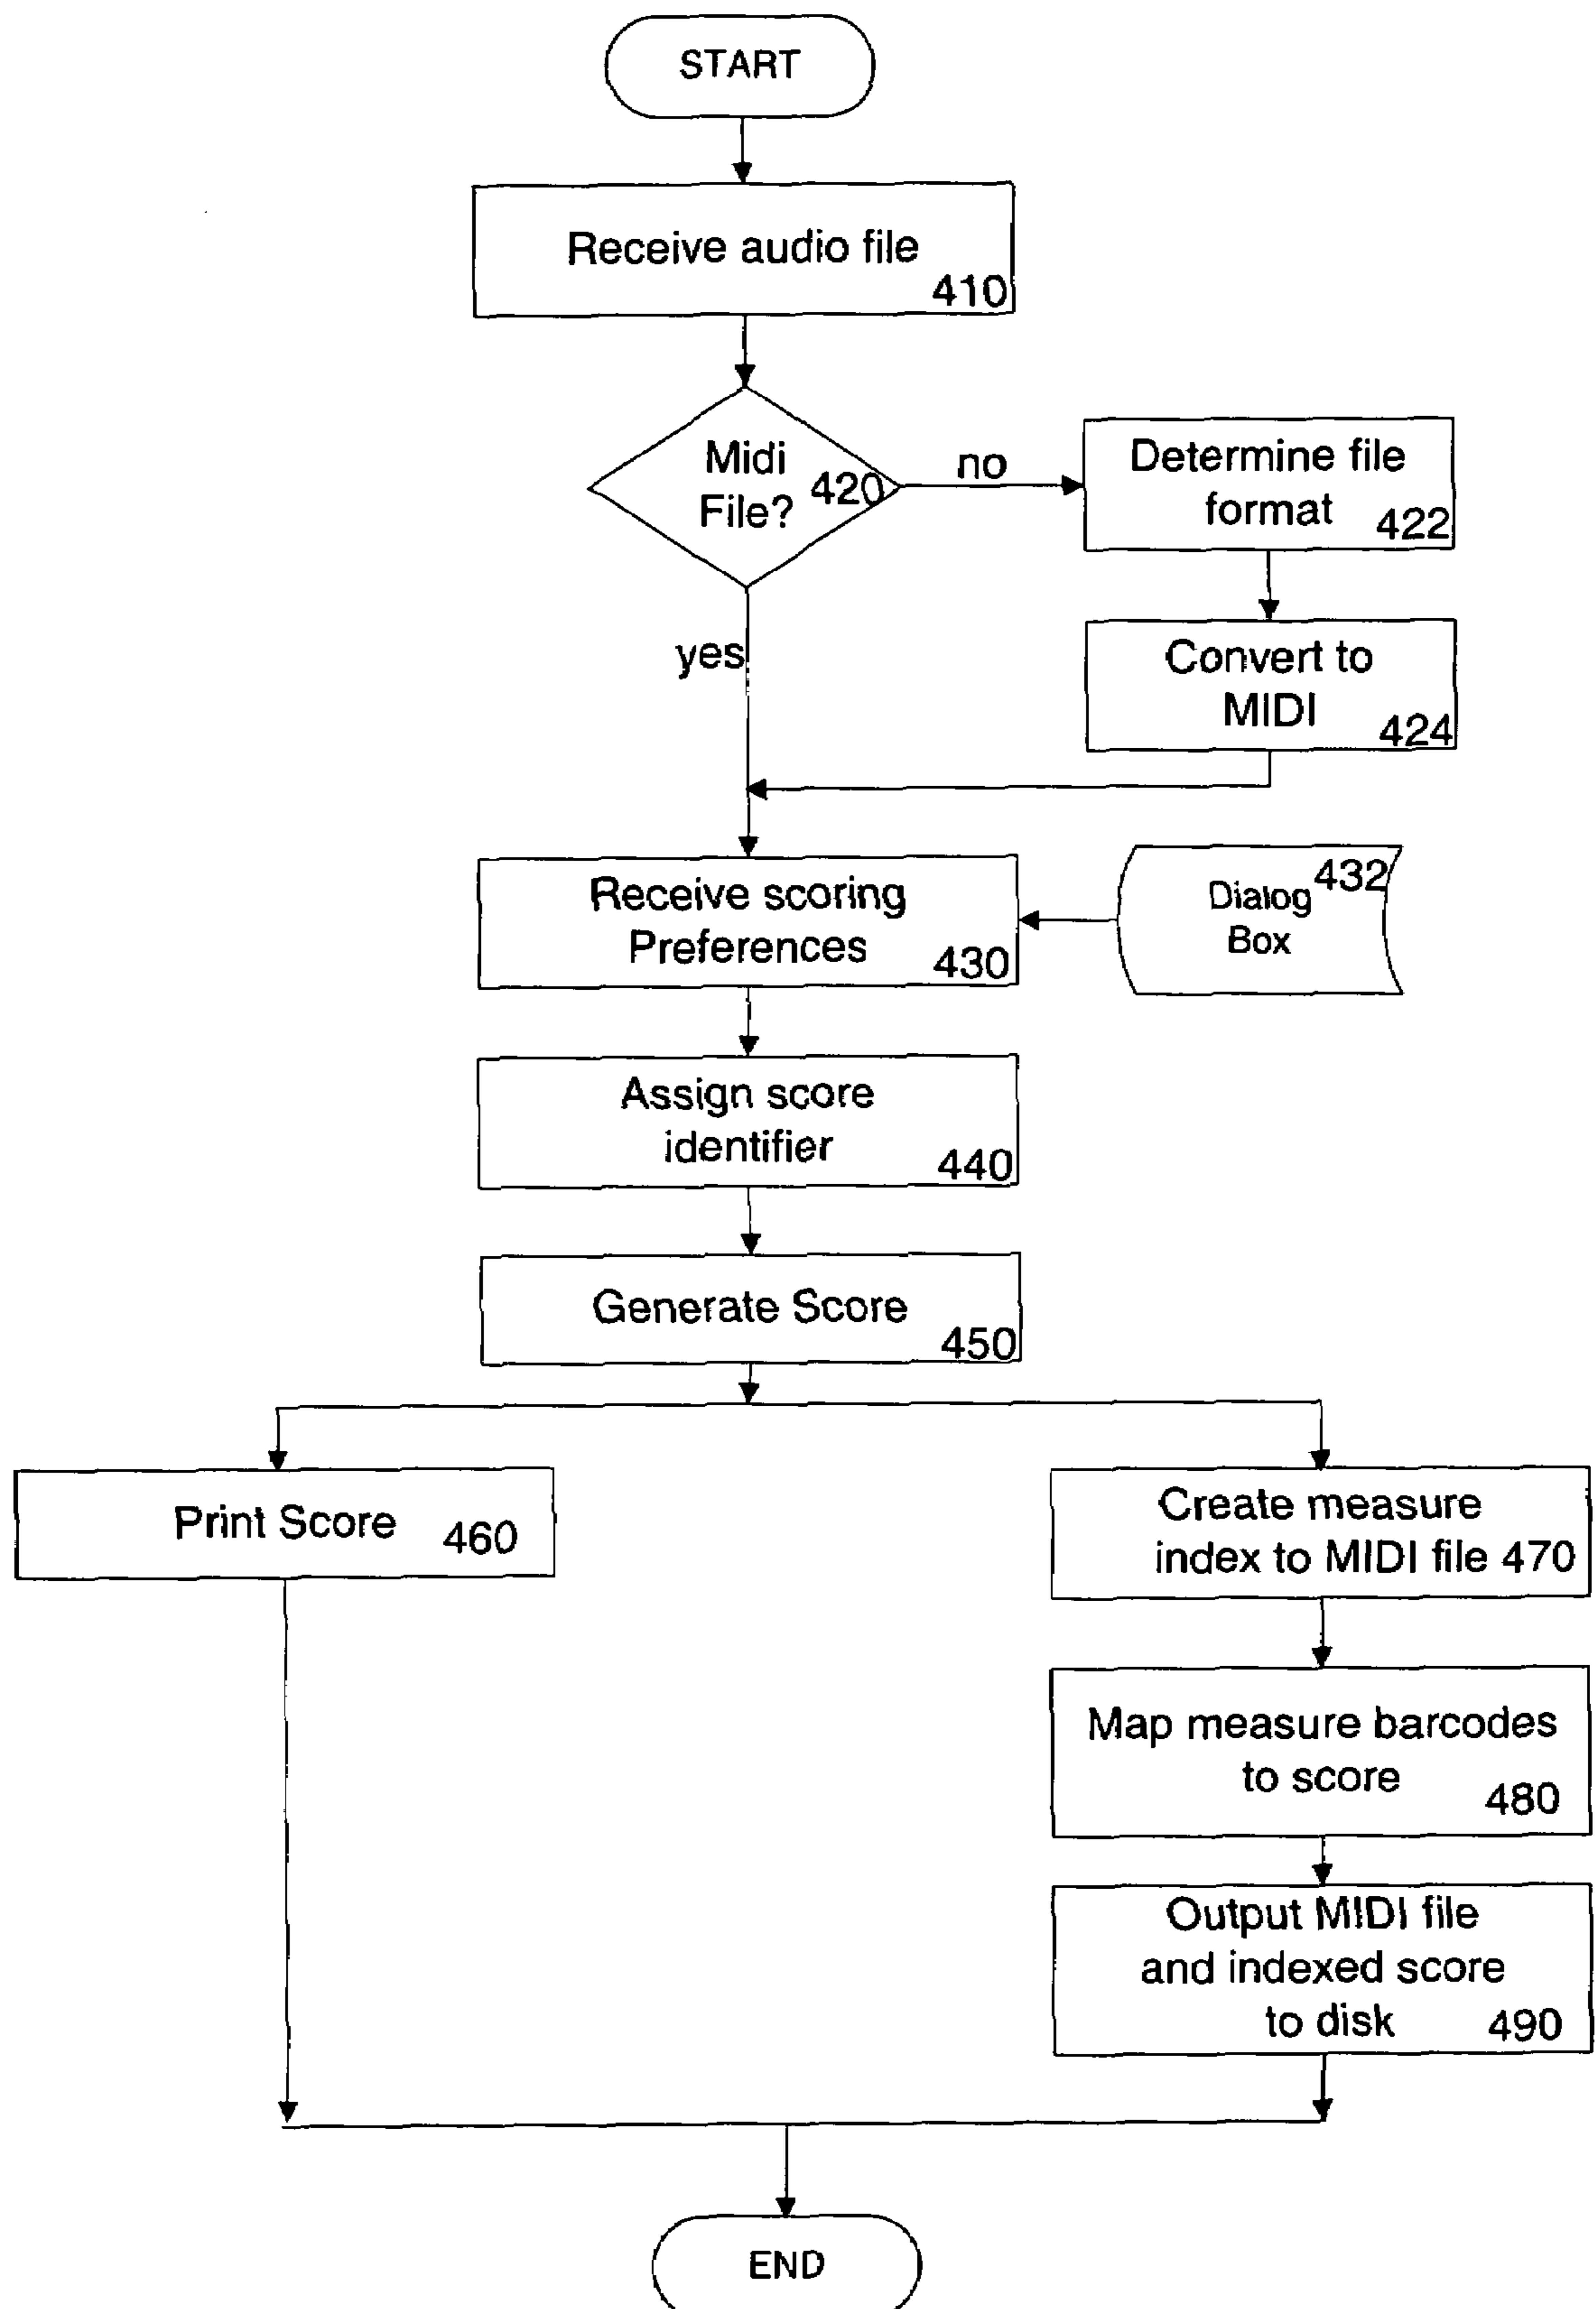 START
Receive audio file
410
Midi
File?
420
no
Determine file
format
422
yes
Convert to
MIDI
424
Receive scoring
Preferences
430
432
Dialog
Box
Assign score
identifier
440
Generate Score
450
Print Score
460
Create measure
index to MIDI file 470
Map measure barcodes
to score
480
Output MIDI file
and indexed score
to disk
490
END